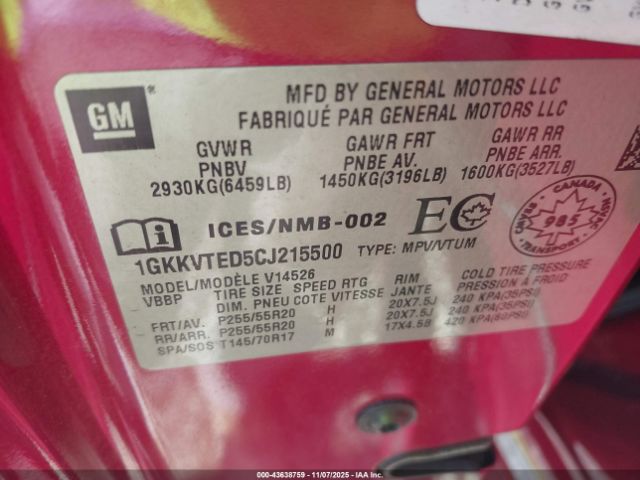 GM
MFD BY GENERAL MOTORS LLC
FABRIQUÉ PAR GENERAL MOTORS LLC
GVWR GAWR FRT GAWR RR
PNBV PNBE AV. PNBE ARR.
2930KG(6459LB) 1450KG(3196LB) 1600KG(3527LB)
ICES/NMB-002 EC
CANADA
985
TRANSPORT
1GKKVTED5CJ215500 TYPE: MPV/VTUM
MODEL/MODÈLE V14526
VBBP TIRE SIZE SPEED RTG RIM COLD TIRE PRESSURE
DIM. PNEU COTE VITESSE JANTE PRESSION A FROID
FRT/AV. P255/55R20 H 20X7.5J 240 KPA(35PSI)
RR/ARR. P255/55R20 H 20X7.5J 240 KPA(35PSI)
SPA/SOS T145/70R17 M 17X4.5B 420 KPA(60PSI)
000-43638759 - 11/07/2025 - IAA Inc.